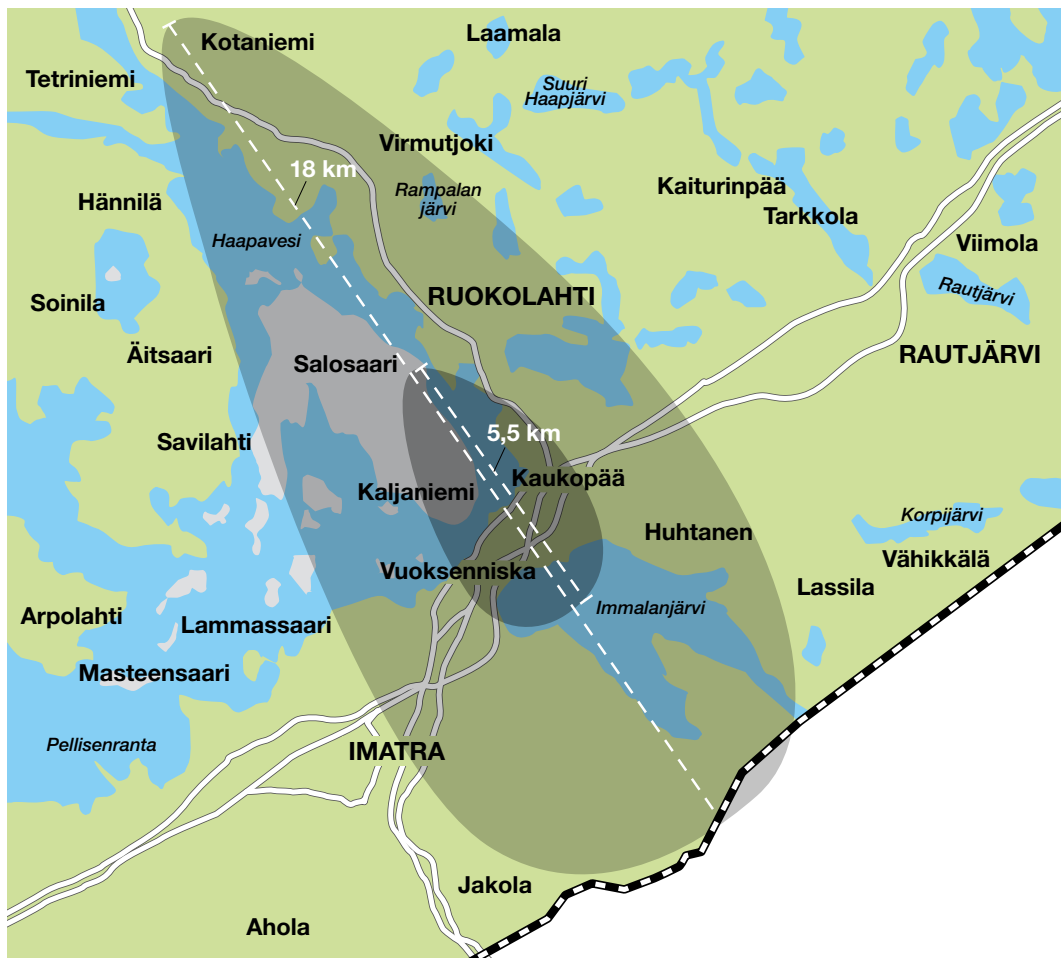 Kotaniemi
Laamala
Tetriniemi
Suuri
Haapjärvi
Virmutjoki
18 km
Kaiturinpää
Rampalan
järvi
Hännilä
Tarkkola
Haapavesi
Viimola
Soinila
RUOKOLAHTI
Rautjärvi
Äitsaari
Salosaari
RAUTJÄRVI
5,5 km
Savilahti
Kaukopää
Kaljaniemi
Korpijärvi
Huhtanen
Vähikkälä
Vuoksenniska
Lassila
Immalanjärvi
Arpolahti
Lammassaari
Masteensaari
Pellisenranta
IMATRA
Jakola
Ahola